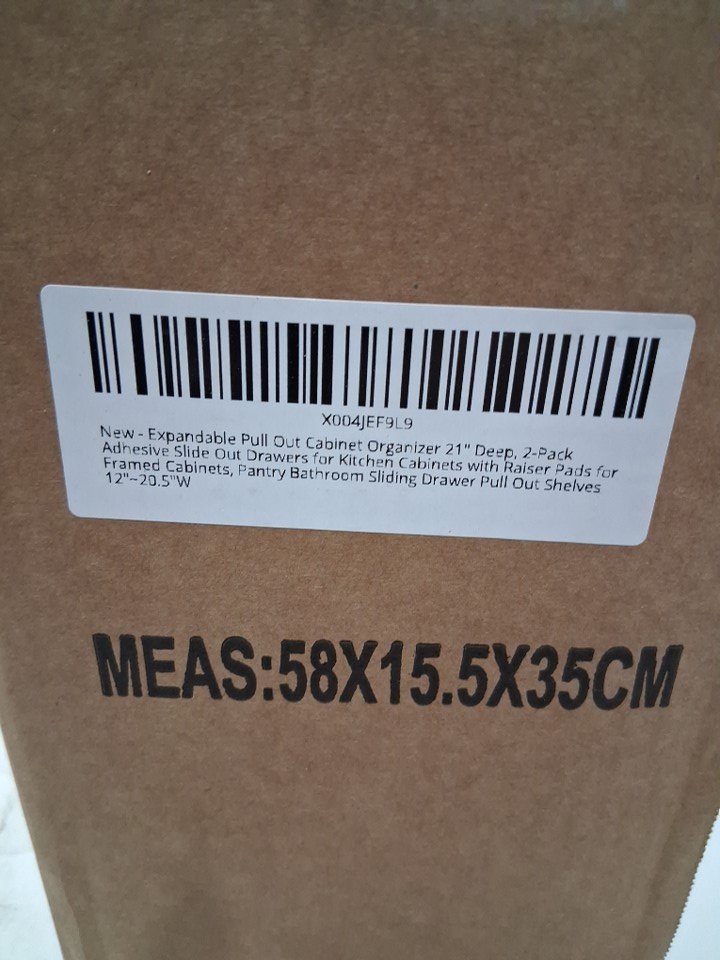 X004JEF9L9
New - Expandable Pull Out Cabinet Organizer 21" Deep, 2-Pack
Adhesive Slide Out Drawers for Kitchen Cabinets with Raiser Pads for
Framed Cabinets, Pantry Bathroom Sliding Drawer Pull Out Shelves
12"~20.5"W
MEAS:58X15.5X35CM